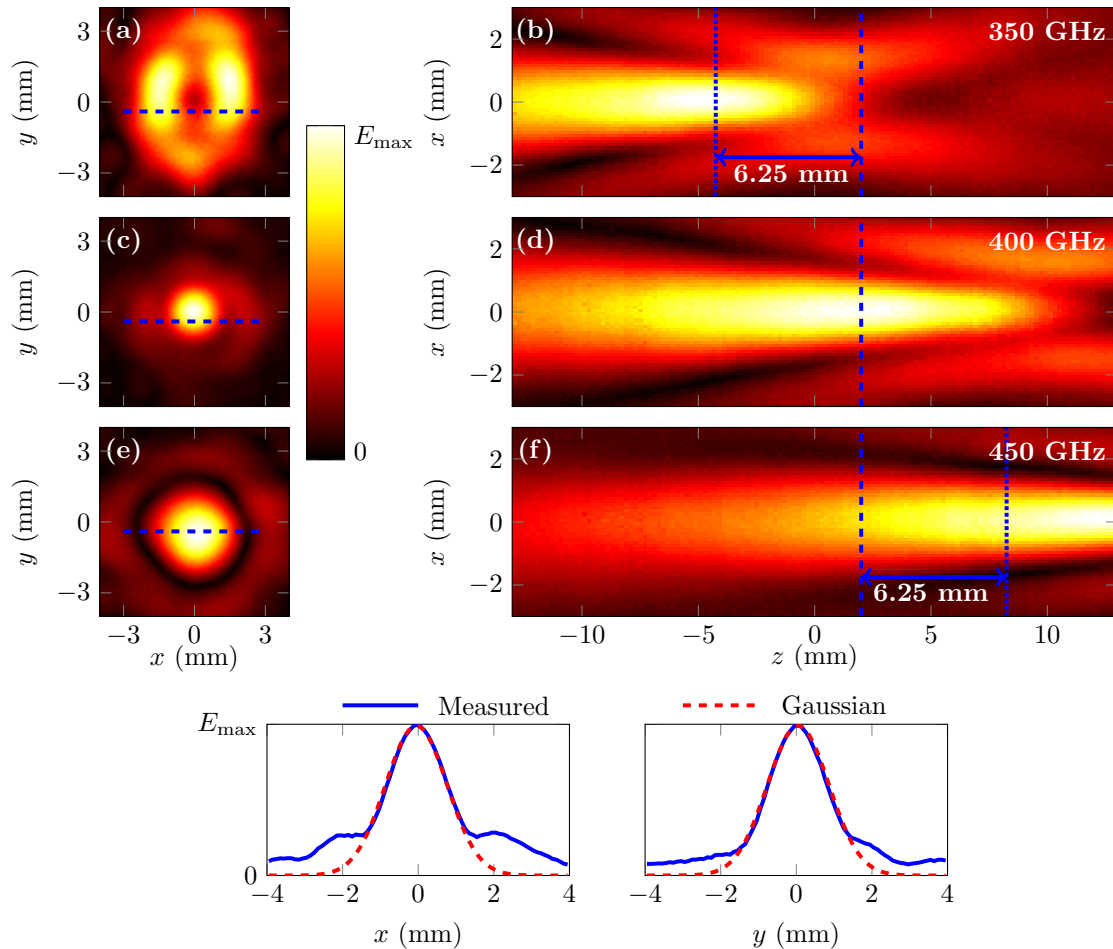 (a)
3
0
−3
y (mm)
E_max
0
(b)
350 GHz
2
0
−2
x (mm)
6.25 mm
(c)
3
0
−3
y (mm)
(d)
400 GHz
2
0
−2
x (mm)
(e)
3
0
−3
y (mm)
−3 0 3
x (mm)
(f)
450 GHz
2
0
−2
x (mm)
6.25 mm
−10 −5 0 5 10
z (mm)
Measured
Gaussian
E_max
0
−4 −2 0 2 4
x (mm)
−4 −2 0 2 4
y (mm)